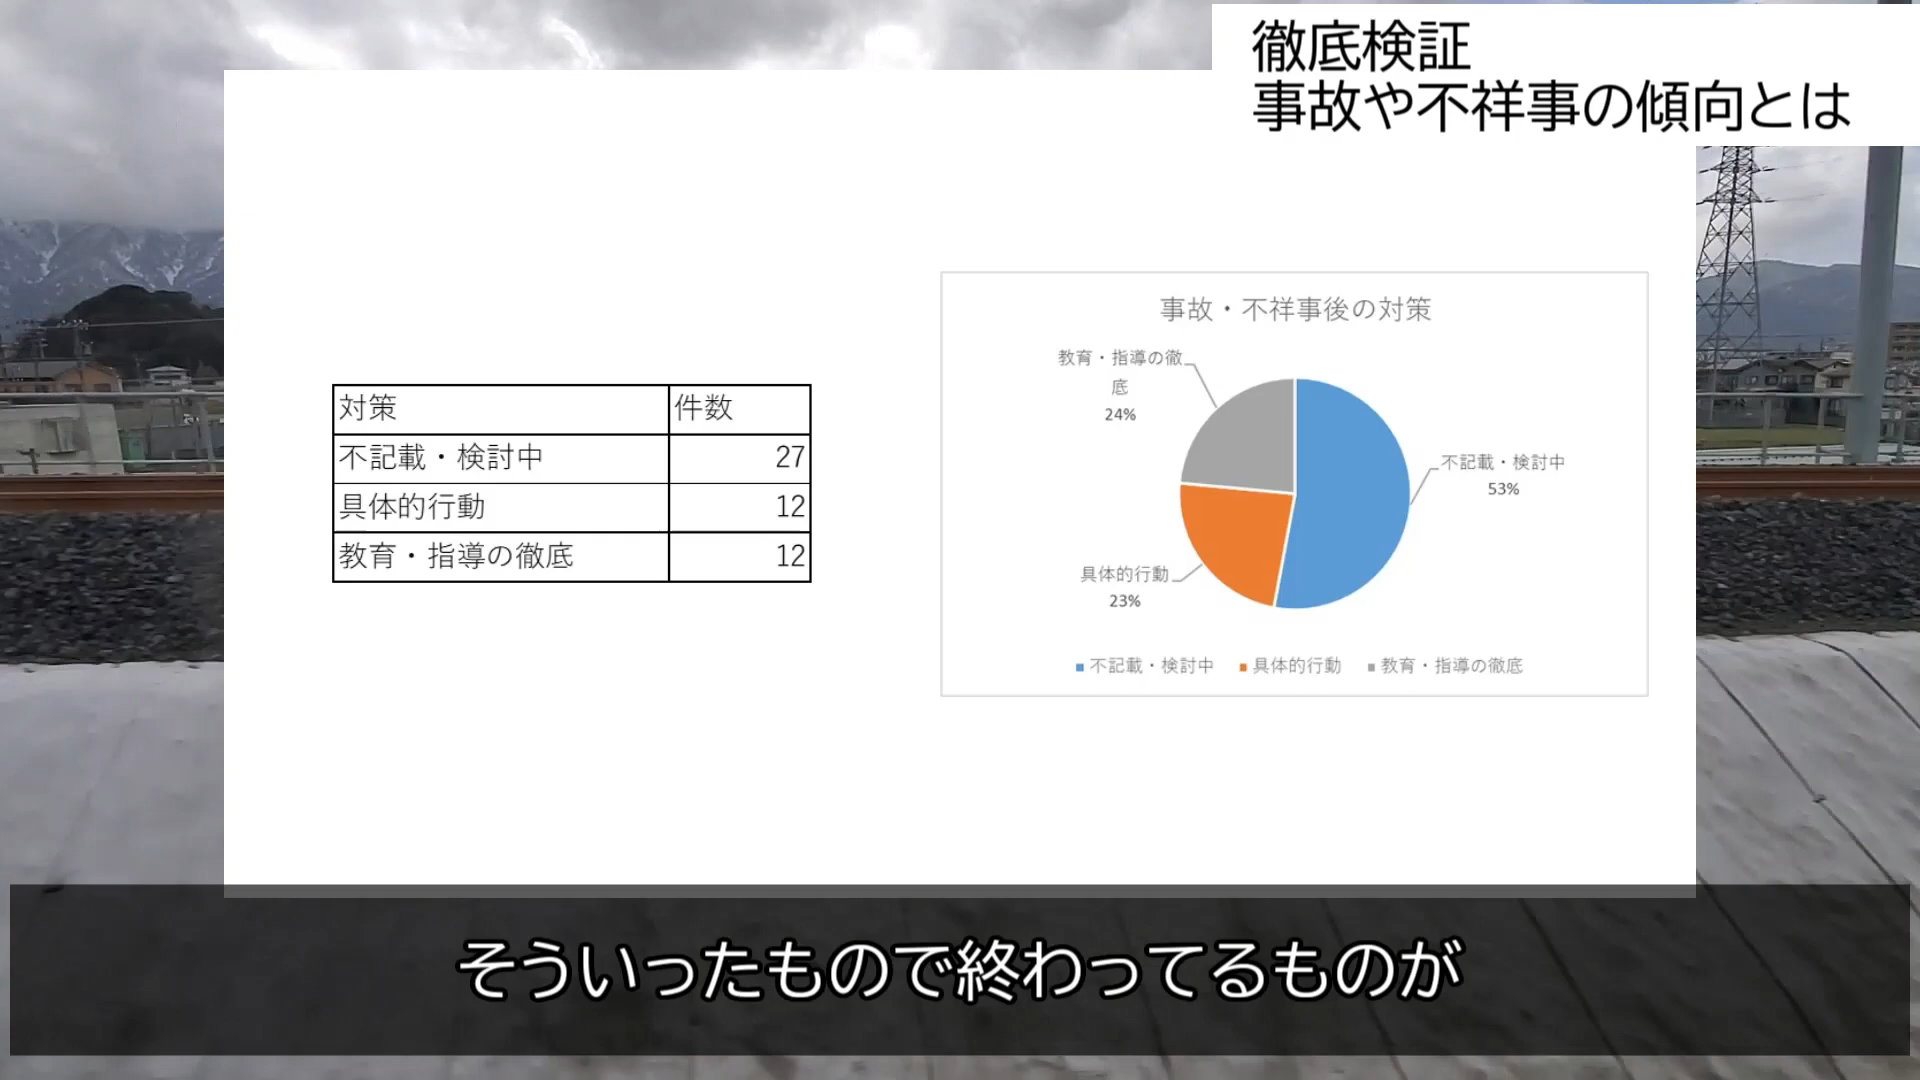 徹底検証
事故や不祥事の傾向とは
対策 件数
不記載・検討中 27
具体的行動 12
教育・指導の徹底 12
事故・不祥事後の対策
教育・指導の徹
底
24%
不記載・検討中
53%
具体的行動
23%
不記載・検討中 具体的行動 教育・指導の徹底
そういったもので終わってるものが